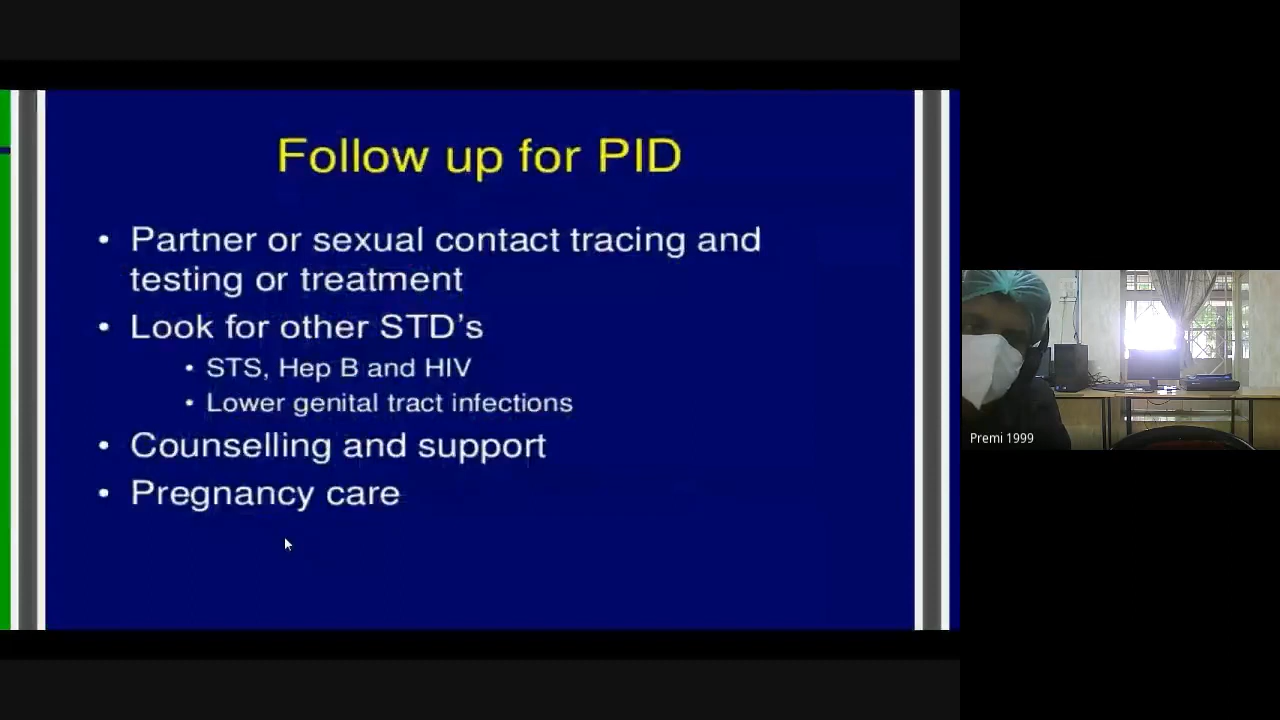 Follow up for PID
• Partner or sexual contact tracing and
testing or treatment
• Look for other STD's
• STS, Hep B and HIV
• Lower genital tract infections
• Counselling and support
• Pregnancy care
Premi 1999